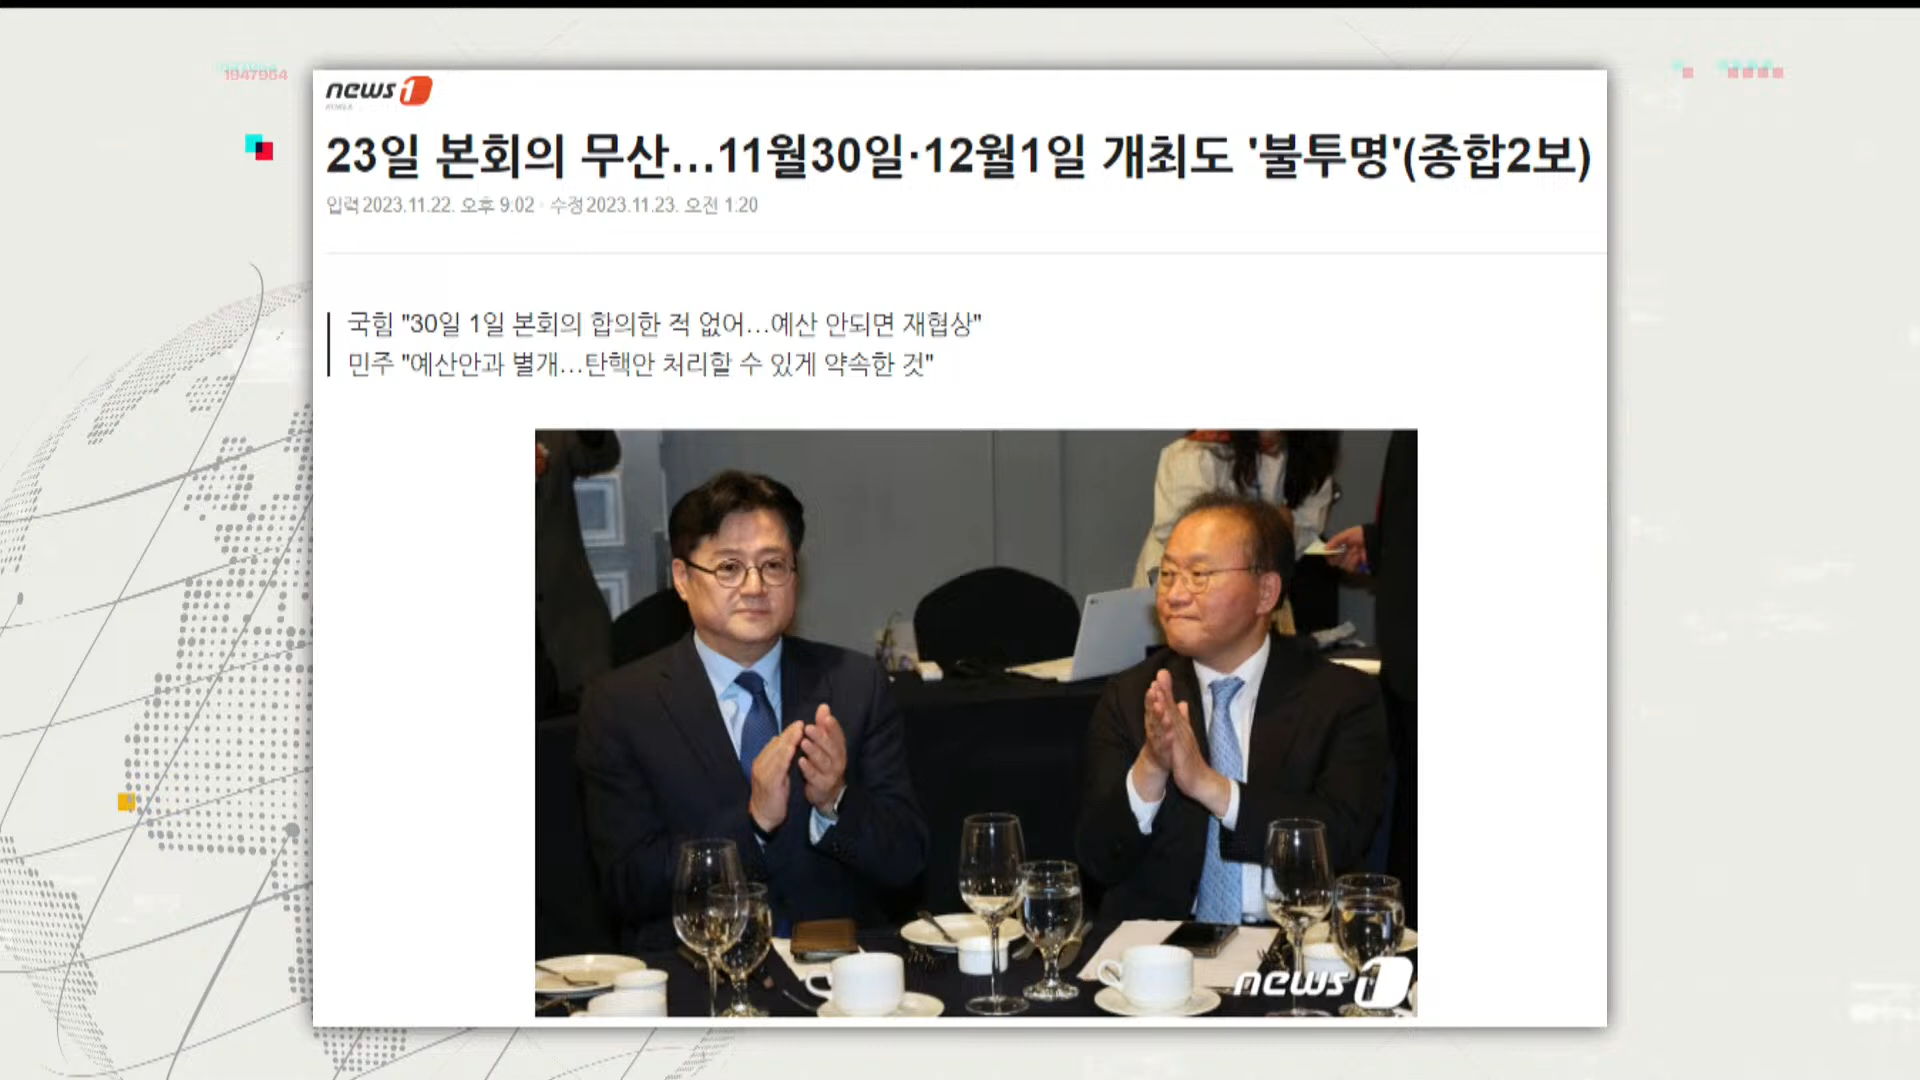 1947964
news1
KOREA
23일 본회의 무산...11월30일·12월1일 개최도 '불투명'(종합2보)
입력 2023.11.22. 오후 9:02 · 수정 2023.11.23. 오전 1:20
국힘 "30일 1일 본회의 합의한 적 없어...예산 안되면 재협상"
민주 "예산안과 별개...탄핵안 처리할 수 있게 약속한 것"
news1